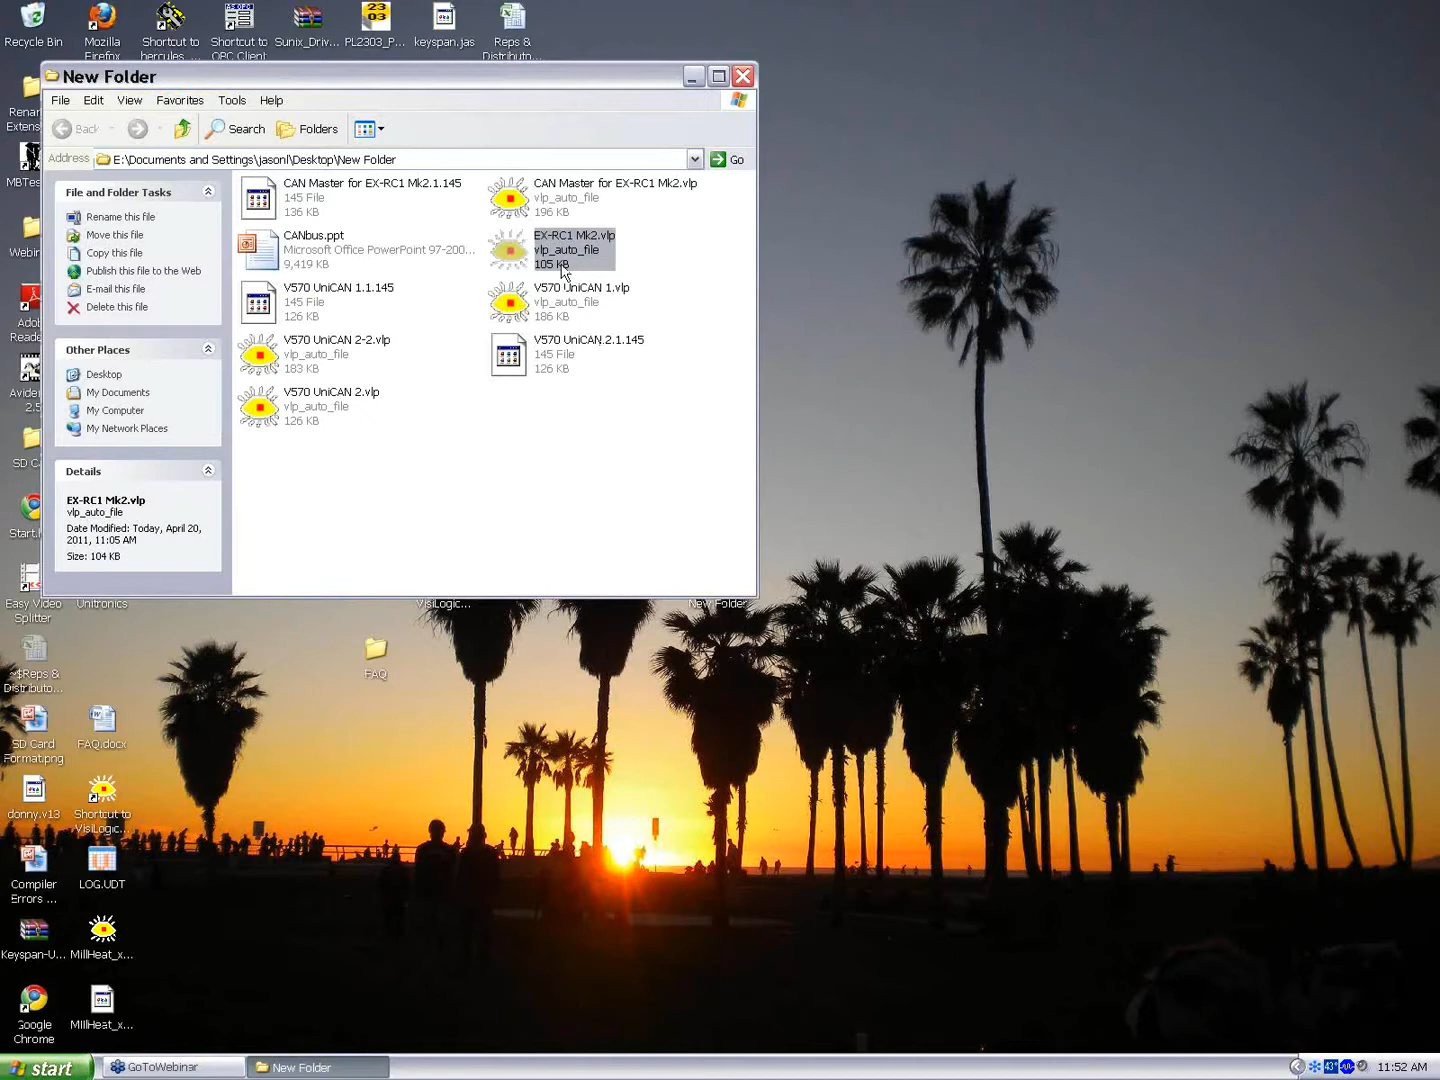 Recycle Bin
Mozilla
Firefox
Shortcut to
hercules_...
Shortcut to
OPC Client
Sunix_Driv...
PL2303_P...
keyspan.jas
Reps &
Distributo...
New Folder
File Edit View Favorites Tools Help
Back Search Folders
Address E:\Documents and Settings\jasonl\Desktop\New Folder Go
File and Folder Tasks
Rename this file
Move this file
Copy this file
Publish this file to the Web
E-mail this file
Delete this file
Other Places
Desktop
My Documents
My Computer
My Network Places
Details
EX-RC1 Mk2.vlp
vlp_auto_file
Date Modified: Today, April 20,
2011, 11:05 AM
Size: 104 KB
CAN Master for EX-RC1 Mk2.1.145
145 File
136 KB
CAN Master for EX-RC1 Mk2.vlp
vlp_auto_file
196 KB
CANbus.ppt
Microsoft Office PowerPoint 97-200...
9,419 KB
EX-RC1 Mk2.vlp
vlp_auto_file
105 KB
V570 UniCAN 1.1.145
145 File
126 KB
V570 UniCAN 1.vlp
vlp_auto_file
186 KB
V570 UniCAN 2-2.vlp
vlp_auto_file
183 KB
V570 UniCAN.2.1.145
145 File
126 KB
V570 UniCAN 2.vlp
vlp_auto_file
126 KB
Easy Video
Splitter
Unitronics
VisiLogic...
New Folder
~$Reps &
Distributo...
FAQ
SD Card
Format.png
FAQ.docx
donny.v13
Shortcut to
VisiLogic...
Compiler
Errors ...
LOG.UDT
Keyspan-U...
MillHeat_x...
Google
Chrome
MillHeat_x...
start
GoToWebinar
New Folder
43°
11:52 AM